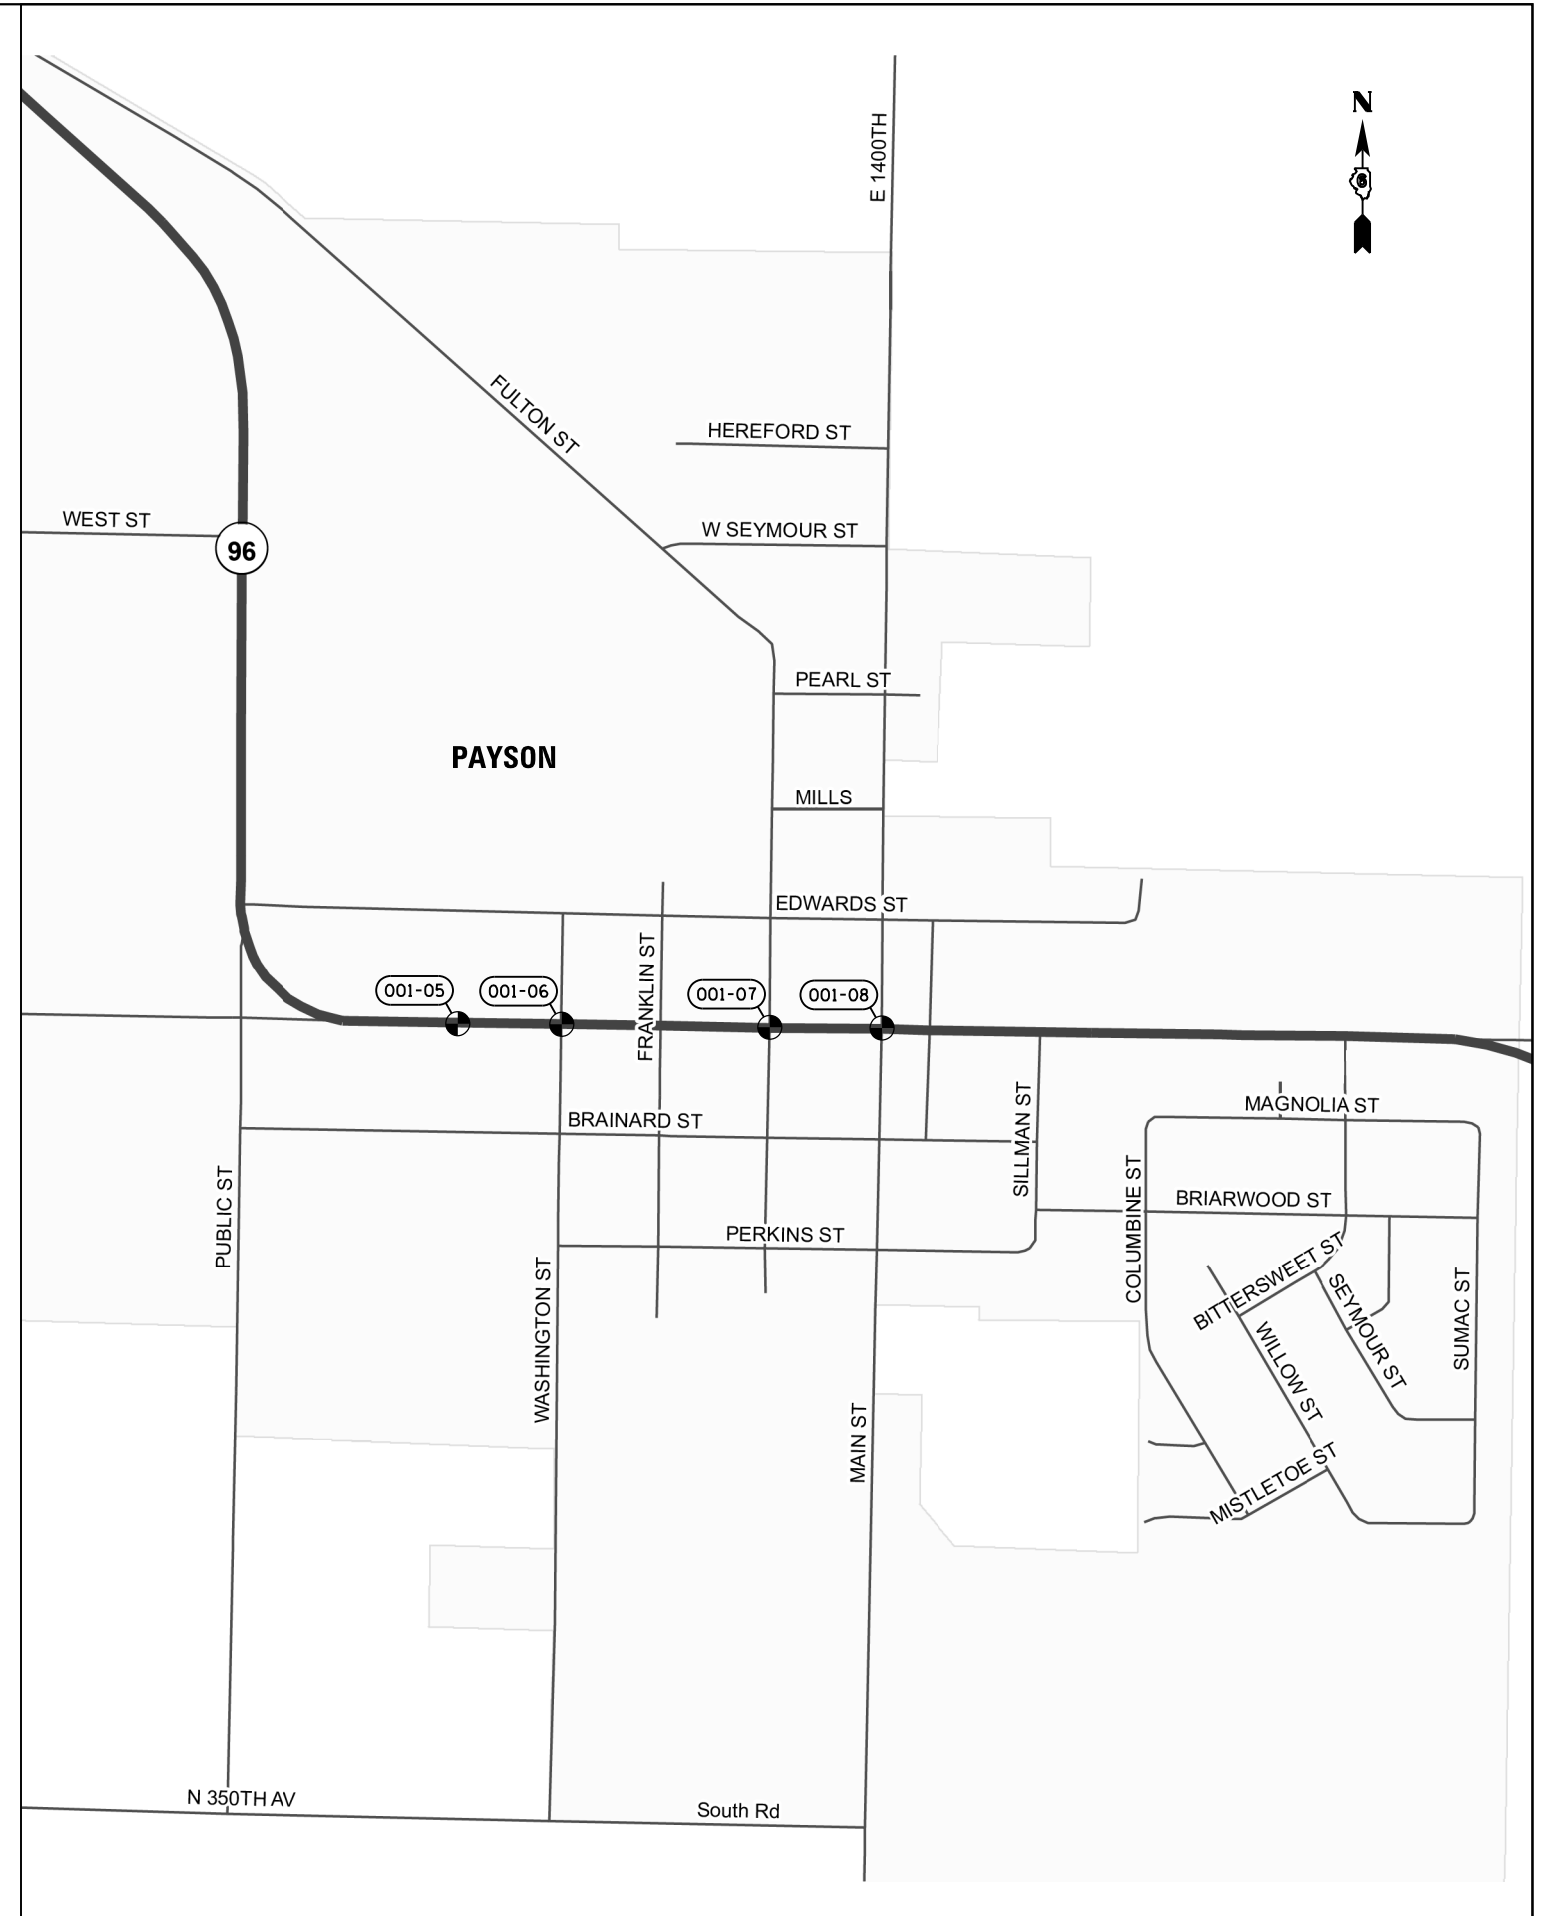 N
E 1400TH
6
FULTON ST
HEREFORD ST
WEST ST
W SEYMOUR ST
96
PEARL ST
PAYSON
MILLS
EDWARDS ST
FRANKLIN ST
001-05
001-06
001-07
001-08
BRAINARD ST
SILLMAN ST
MAGNOLIA ST
PUBLIC ST
COLUMBINE ST
BRIARWOOD ST
PERKINS ST
BITTERSWEET ST
WASHINGTON ST
SEYMOUR ST
SUMAC ST
WILLOW ST
MAIN ST
MISTLETOE ST
N 350TH AV
South Rd